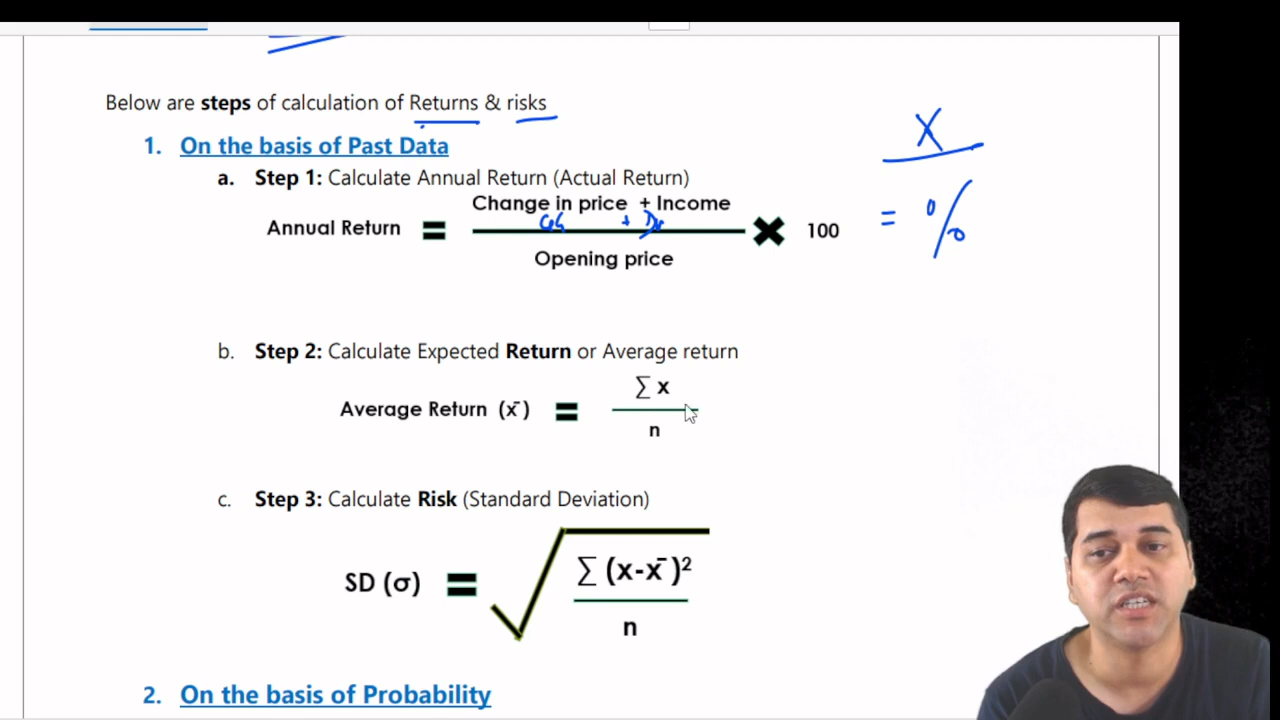 Below are steps of calculation of Returns & risks
1. On the basis of Past Data
a. Step 1: Calculate Annual Return (Actual Return)
Annual Return = Change in price + Income / Opening price × 100
X
= %
b. Step 2: Calculate Expected Return or Average return
Average Return (x̄) = ∑ x / n
c. Step 3: Calculate Risk (Standard Deviation)
SD (σ) = √ ∑ (x-x̄)² / n
2. On the basis of Probability